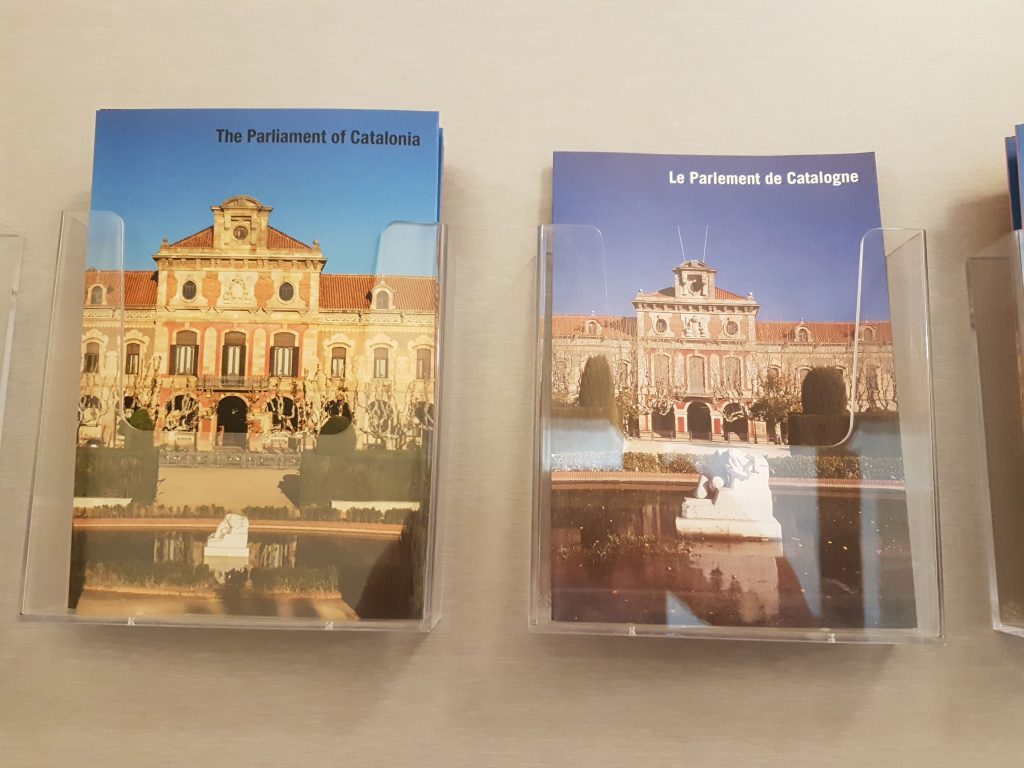 The Parliament of Catalonia
Le Parlement de Catalogne